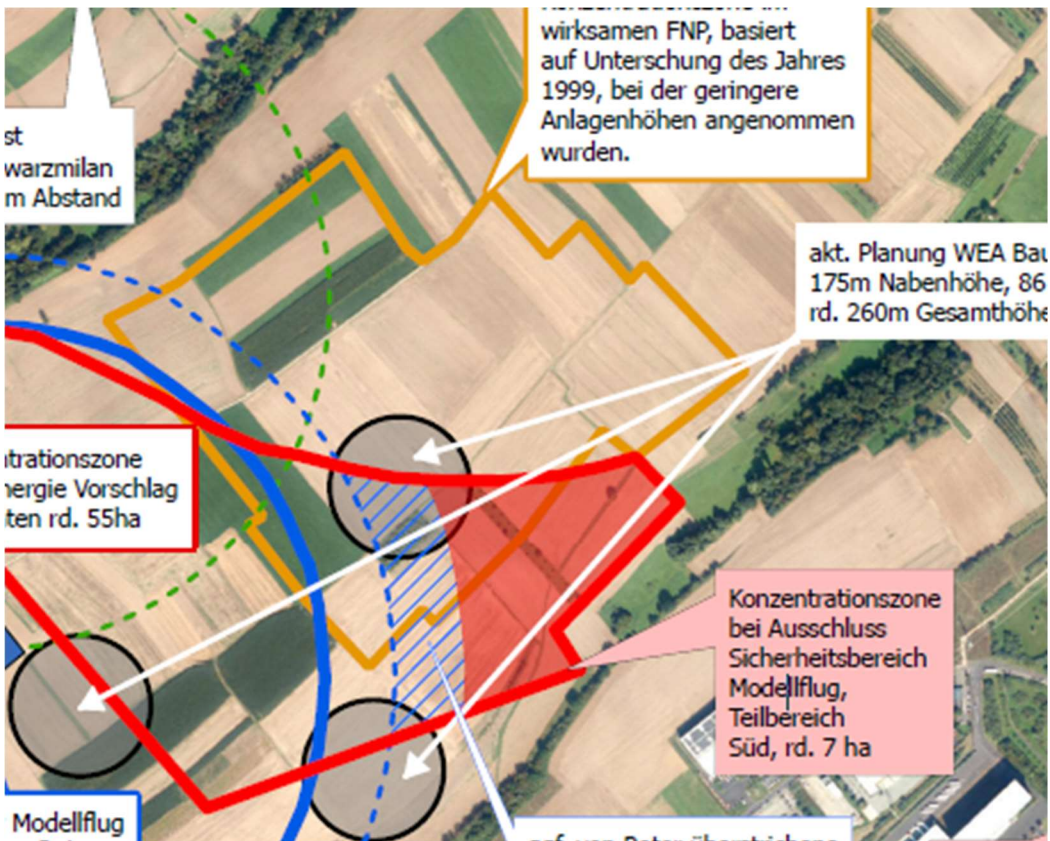 wirksamen FNP, basiert
auf Unterschung des Jahres
1999, bei der geringere
Anlagenhöhen angenommen
wurden.
st
warzmilan
m Abstand
akt. Planung WEA Bau
175m Nabenhöhe, 86
rd. 260m Gesamthöhe
trationszone
nergie Vorschlag
ten rd. 55ha
Konzentrationszone
bei Ausschluss
Sicherheitsbereich
Modellflug,
Teilbereich
Süd, rd. 7 ha
Modellflug